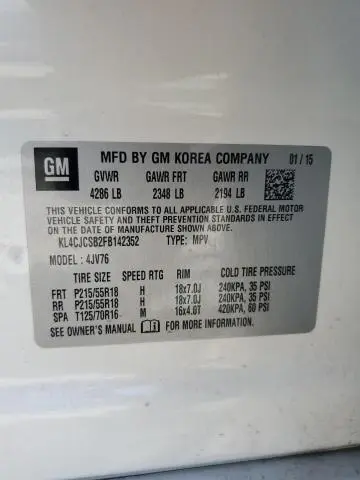 GM
MFD BY GM KOREA COMPANY 01/15
GVWR GAWR FRT GAWR RR
4286 LB 2348 LB 2194 LB
THIS VEHICLE CONFORMS TO ALL APPLICABLE U.S. FEDERAL MOTOR
VEHICLE SAFETY AND THEFT PREVENTION STANDARDS IN EFFECT ON
THE DATE OF MANUFACTURE SHOWN ABOVE.
KL4CJCSB2FB142352 TYPE: MPV
MODEL: 4JV76
TIRE SIZE SPEED RTG RIM COLD TIRE PRESSURE
FRT P215/55R18 H 18x7.0J 240KPA, 35 PSI
RR P215/55R18 H 18x7.0J 240KPA, 35 PSI
SPA T125/70R16 M 16x4.0T 420KPA, 60 PSI
SEE OWNER'S MANUAL FOR MORE INFORMATION.